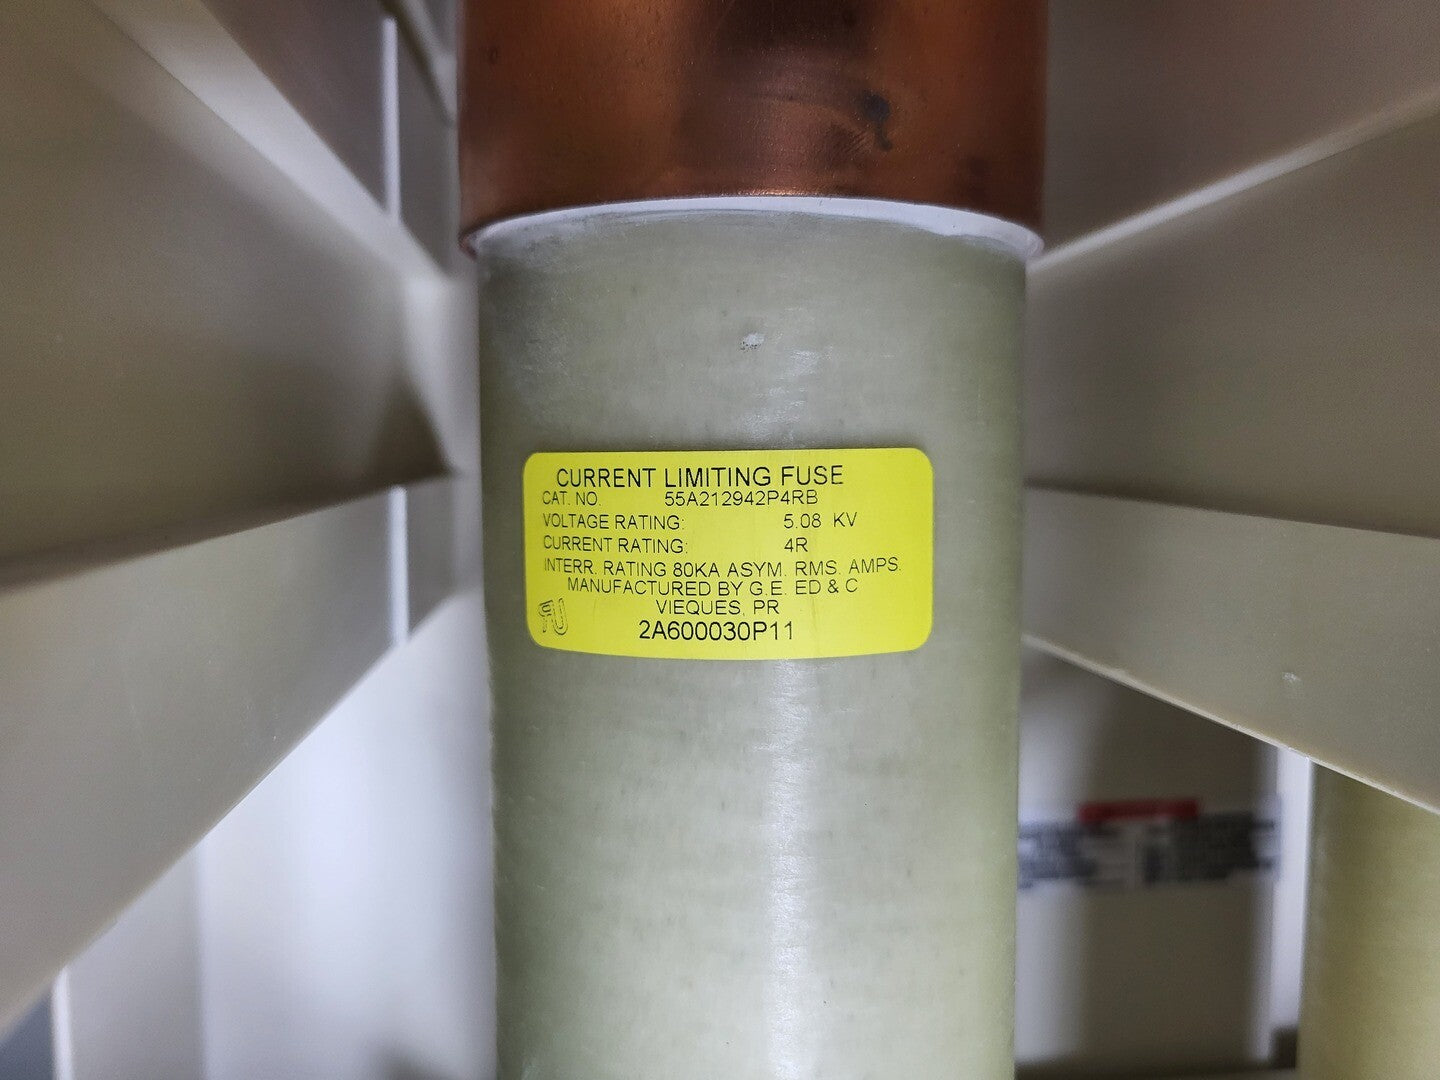 CURRENT LIMITING FUSE
CAT. NO. 55A212942P4RB
VOLTAGE RATING: 5.08 KV
CURRENT RATING: 4R
INTERR. RATING 80KA ASYM. RMS. AMPS.
MANUFACTURED BY G.E. ED & C
VIEQUES, PR
2A600030P11